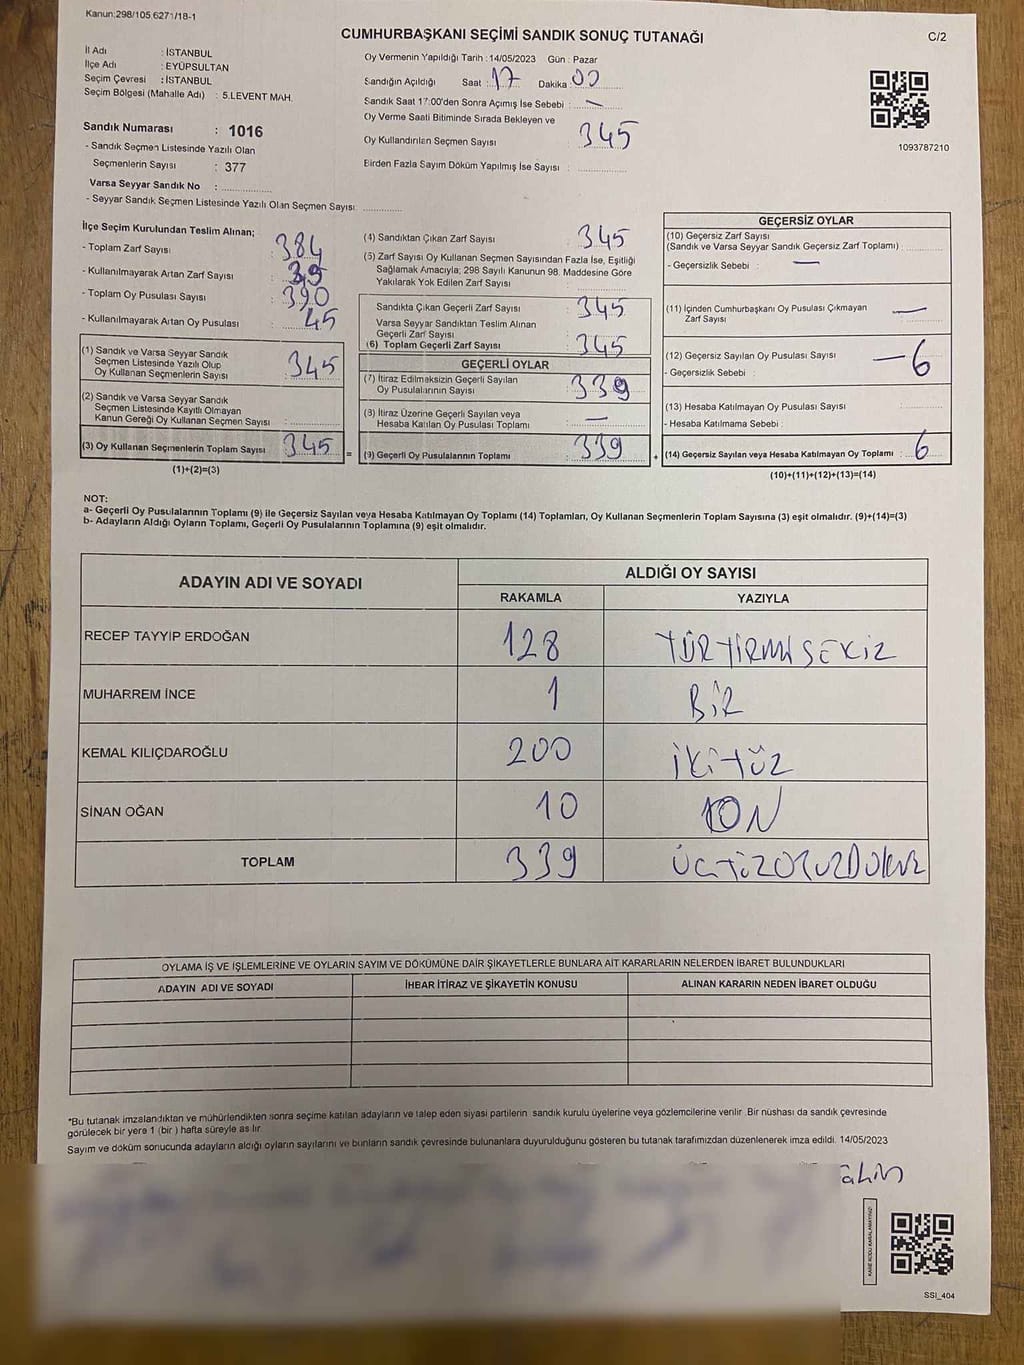 Kanun:298/105.6271/18-1
CUMHURBAŞKANI SEÇİMİ SANDIK SONUÇ TUTANAĞI
C/2
İl Adı : İSTANBUL
İlçe Adı : EYÜPSULTAN
Seçim Çevresi : İSTANBUL
Seçim Bölgesi (Mahalle Adı) : 5.LEVENT MAH.
Sandık Numarası : 1016
- Sandık Seçmen Listesinde Yazılı Olan
Seçmenlerin Sayısı : 377
Varsa Seyyar Sandık No :
- Seyyar Sandık Seçmen Listesinde Yazılı Olan Seçmen Sayısı
Oy Vermenin Yapıldığı Tarih : 14/05/2023 Gün : Pazar
Sandığın Açıldığı Saat : 17 Dakika : 00
Sandık Saat 17:00'den Sonra Açımış İse Sebebi : —
Oy Verme Saati Bitiminde Sırada Bekleyen ve
Oy Kullandırılan Seçmen Sayısı : 345
Birden Fazla Sayım Döküm Yapılmış İse Sayısı :
1093787210
İlçe Seçim Kurulundan Teslim Alınan;
- Toplam Zarf Sayısı : 384
- Kullanılmayarak Artan Zarf Sayısı : 39
- Toplam Oy Pusulası Sayısı : 390
- Kullanılmayarak Artan Oy Pusulası : 45
(1) Sandık ve Varsa Seyyar Sandık
Seçmen Listesinde Yazılı Olup
Oy Kullanan Seçmenlerin Sayısı : 345
(2) Sandık ve Varsa Seyyar Sandık
Seçmen Listesinde Kayıtlı Olmayan
Kanun Gereği Oy Kullanan Seçmen Sayısı :
(3) Oy Kullanan Seçmenlerin Toplam Sayısı : 345
(1)+(2)=(3)
=
(4) Sandıktan Çıkan Zarf Sayısı : 345
(5) Zarf Sayısı Oy Kullanan Seçmen Sayısından Fazla İse, Eşitliği
Sağlamak Amacıyla; 298 Sayılı Kanunun 98. Maddesine Göre
Yakılarak Yok Edilen Zarf Sayısı :
Sandıkta Çıkan Geçerli Zarf Sayısı : 345
Varsa Seyyar Sandıktan Teslim Alınan
Geçerli Zarf Sayısı
(6) Toplam Geçerli Zarf Sayısı : 345
GEÇERLİ OYLAR
(7) İtiraz Edilmeksizin Geçerli Sayılan
Oy Pusulalarının Sayısı : 339
(8) İtiraz Üzerine Geçerli Sayılan veya
Hesaba Katılan Oy Pusulası Toplamı : —
(9) Geçerli Oy Pusulalarının Toplamı : 339
+
GEÇERSİZ OYLAR
(10) Geçersiz Zarf Sayısı
(Sandık ve Varsa Seyyar Sandık Geçersiz Zarf Toplamı) :
- Geçersizlik Sebebi : —
(11) İçinden Cumhurbaşkanı Oy Pusulası Çıkmayan
Zarf Sayısı : —
(12) Geçersiz Sayılan Oy Pusulası Sayısı : — 6
- Geçersizlik Sebebi :
(13) Hesaba Katılmayan Oy Pusulası Sayısı :
- Hesaba Katılmama Sebebi :
(14) Geçersiz Sayılan veya Hesaba Katılmayan Oy Toplamı : 6
(10)+(11)+(12)+(13)=(14)
NOT:
a- Geçerli Oy Pusulalarının Toplamı (9) ile Geçersiz Sayılan veya Hesaba Katılmayan Oy Toplamı (14) Toplamları, Oy Kullanan Seçmenlerin Toplam Sayısına (3) eşit olmalıdır. (9)+(14)=(3)
b- Adayların Aldığı Oyların Toplamı, Geçerli Oy Pusulalarının Toplamına (9) eşit olmalıdır.
ADAYIN ADI VE SOYADI ALDIĞI OY SAYISI
RAKAMLA YAZIYLA
RECEP TAYYİP ERDOĞAN 128 YÜZYİRMİSEKİZ
MUHARREM İNCE 1 BİR
KEMAL KILIÇDAROĞLU 200 İKİYÜZ
SİNAN OĞAN 10 ON
TOPLAM 339 ÜÇYÜZOTUZDOKUZ
OYLAMA İŞ VE İŞLEMLERİNE VE OYLARIN SAYIM VE DÖKÜMÜNE DAİR ŞİKAYETLERLE BUNLARA AİT KARARLARIN NELERDEN İBARET BULUNDUKLARI
ADAYIN ADI VE SOYADI İHBAR İTİRAZ VE ŞİKAYETİN KONUSU ALINAN KARARIN NEDEN İBARET OLDUĞU
*Bu tutanak imzalandıktan ve mühürlendikten sonra seçime katılan adayların ve talep eden siyasi partilerin sandık kurulu üyelerine veya gözlemcilerine verilir. Bir nüshası da sandık çevresinde
görülecek bir yere 1 (bir) hafta süreyle asılır.
Sayım ve döküm sonucunda adayların aldığı oyların sayılarını ve bunların sandık çevresinde bulunanlara duyurulduğunu gösteren bu tutanak tarafımızdan düzenlenerek imza edildi. 14/05/2023
KARE KODU KARALAMAYINIZ!
SSİ_404